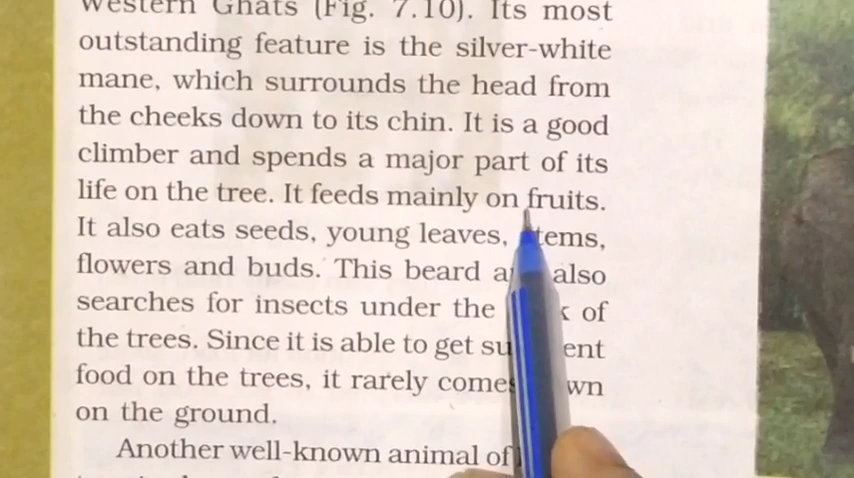 Western Ghats (Fig. 7.10). Its most
outstanding feature is the silver-white
mane, which surrounds the head from
the cheeks down to its chin. It is a good
climber and spends a major part of its
life on the tree. It feeds mainly on fruits.
It also eats seeds, young leaves, stems,
flowers and buds. This beard also
searches for insects under the of
the trees. Since it is able to get
food on the trees, it rarely comes
on the ground.
Another well-known animal of